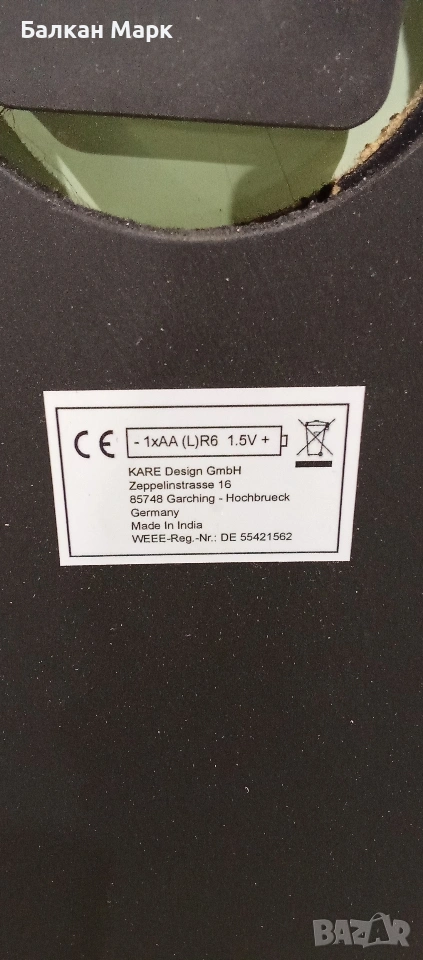 Балкан Марк
CE - 1xAA (L)R6 1.5V +
KARE Design GmbH
Zeppelinstrasse 16
85748 Garching - Hochbrueck
Germany
Made In India
WEEE-Reg.-Nr.: DE 55421562
BAZAR